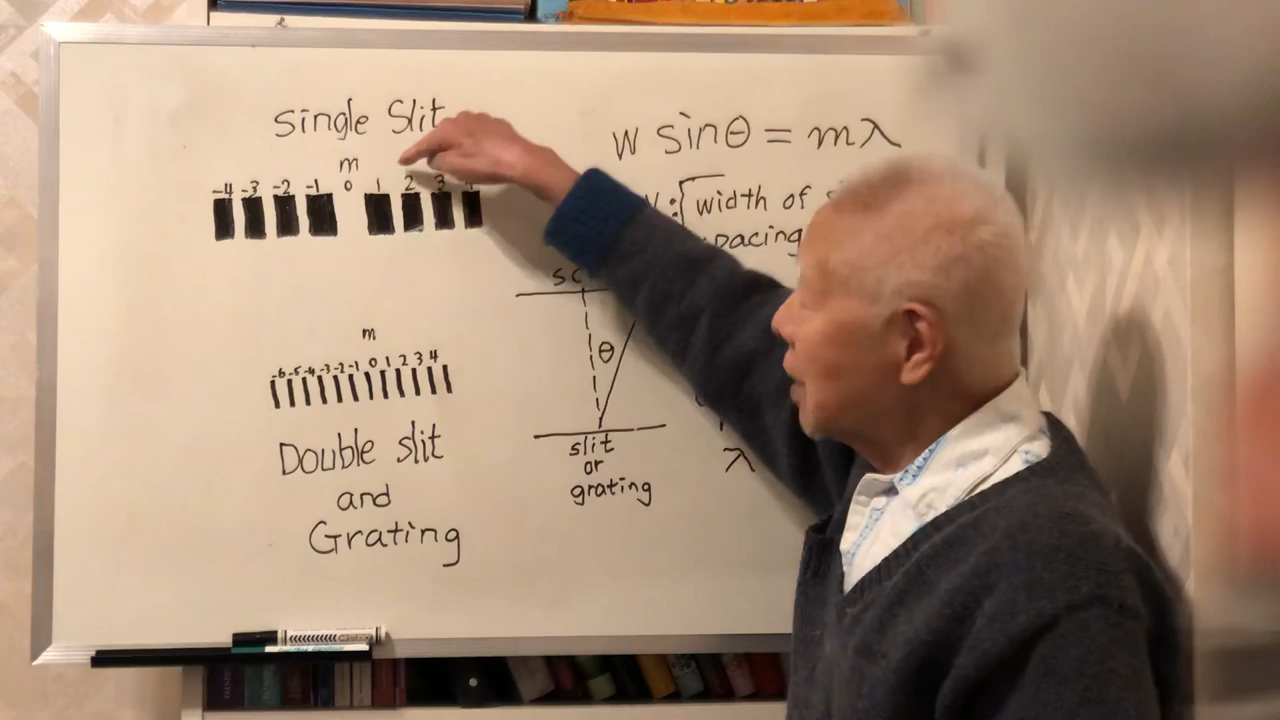 Single Slit
m
-4 -3 -2 -1 0 1 2 3
W sinθ = mλ
width of
spacing
m
-6 -5 -4 -3 -2 -1 0 1 2 3 4
θ
Double slit
and
Grating
slit
or
grating
λ